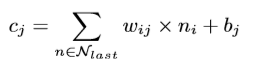 c_j = \sum_{n \in \mathcal{N}_{last}} w_{ij} \times n_i + b_j